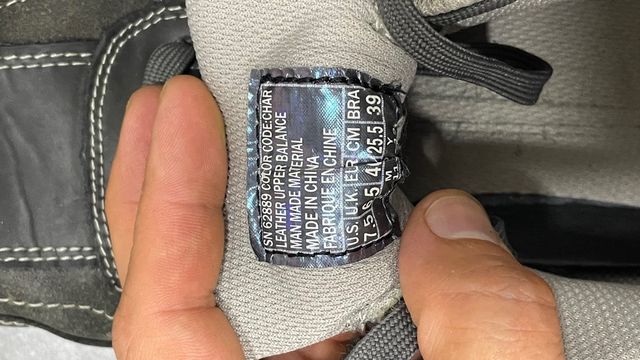 SN 62889 COLOR CODE:CHAR
LEATHER UPPER BALANCE
MAN MADE MATERIAL
MADE IN CHINA
FABRIQUE EN CHINE
U.S. U.K. EUR CM BRA
7.5 6.5 25.5 39